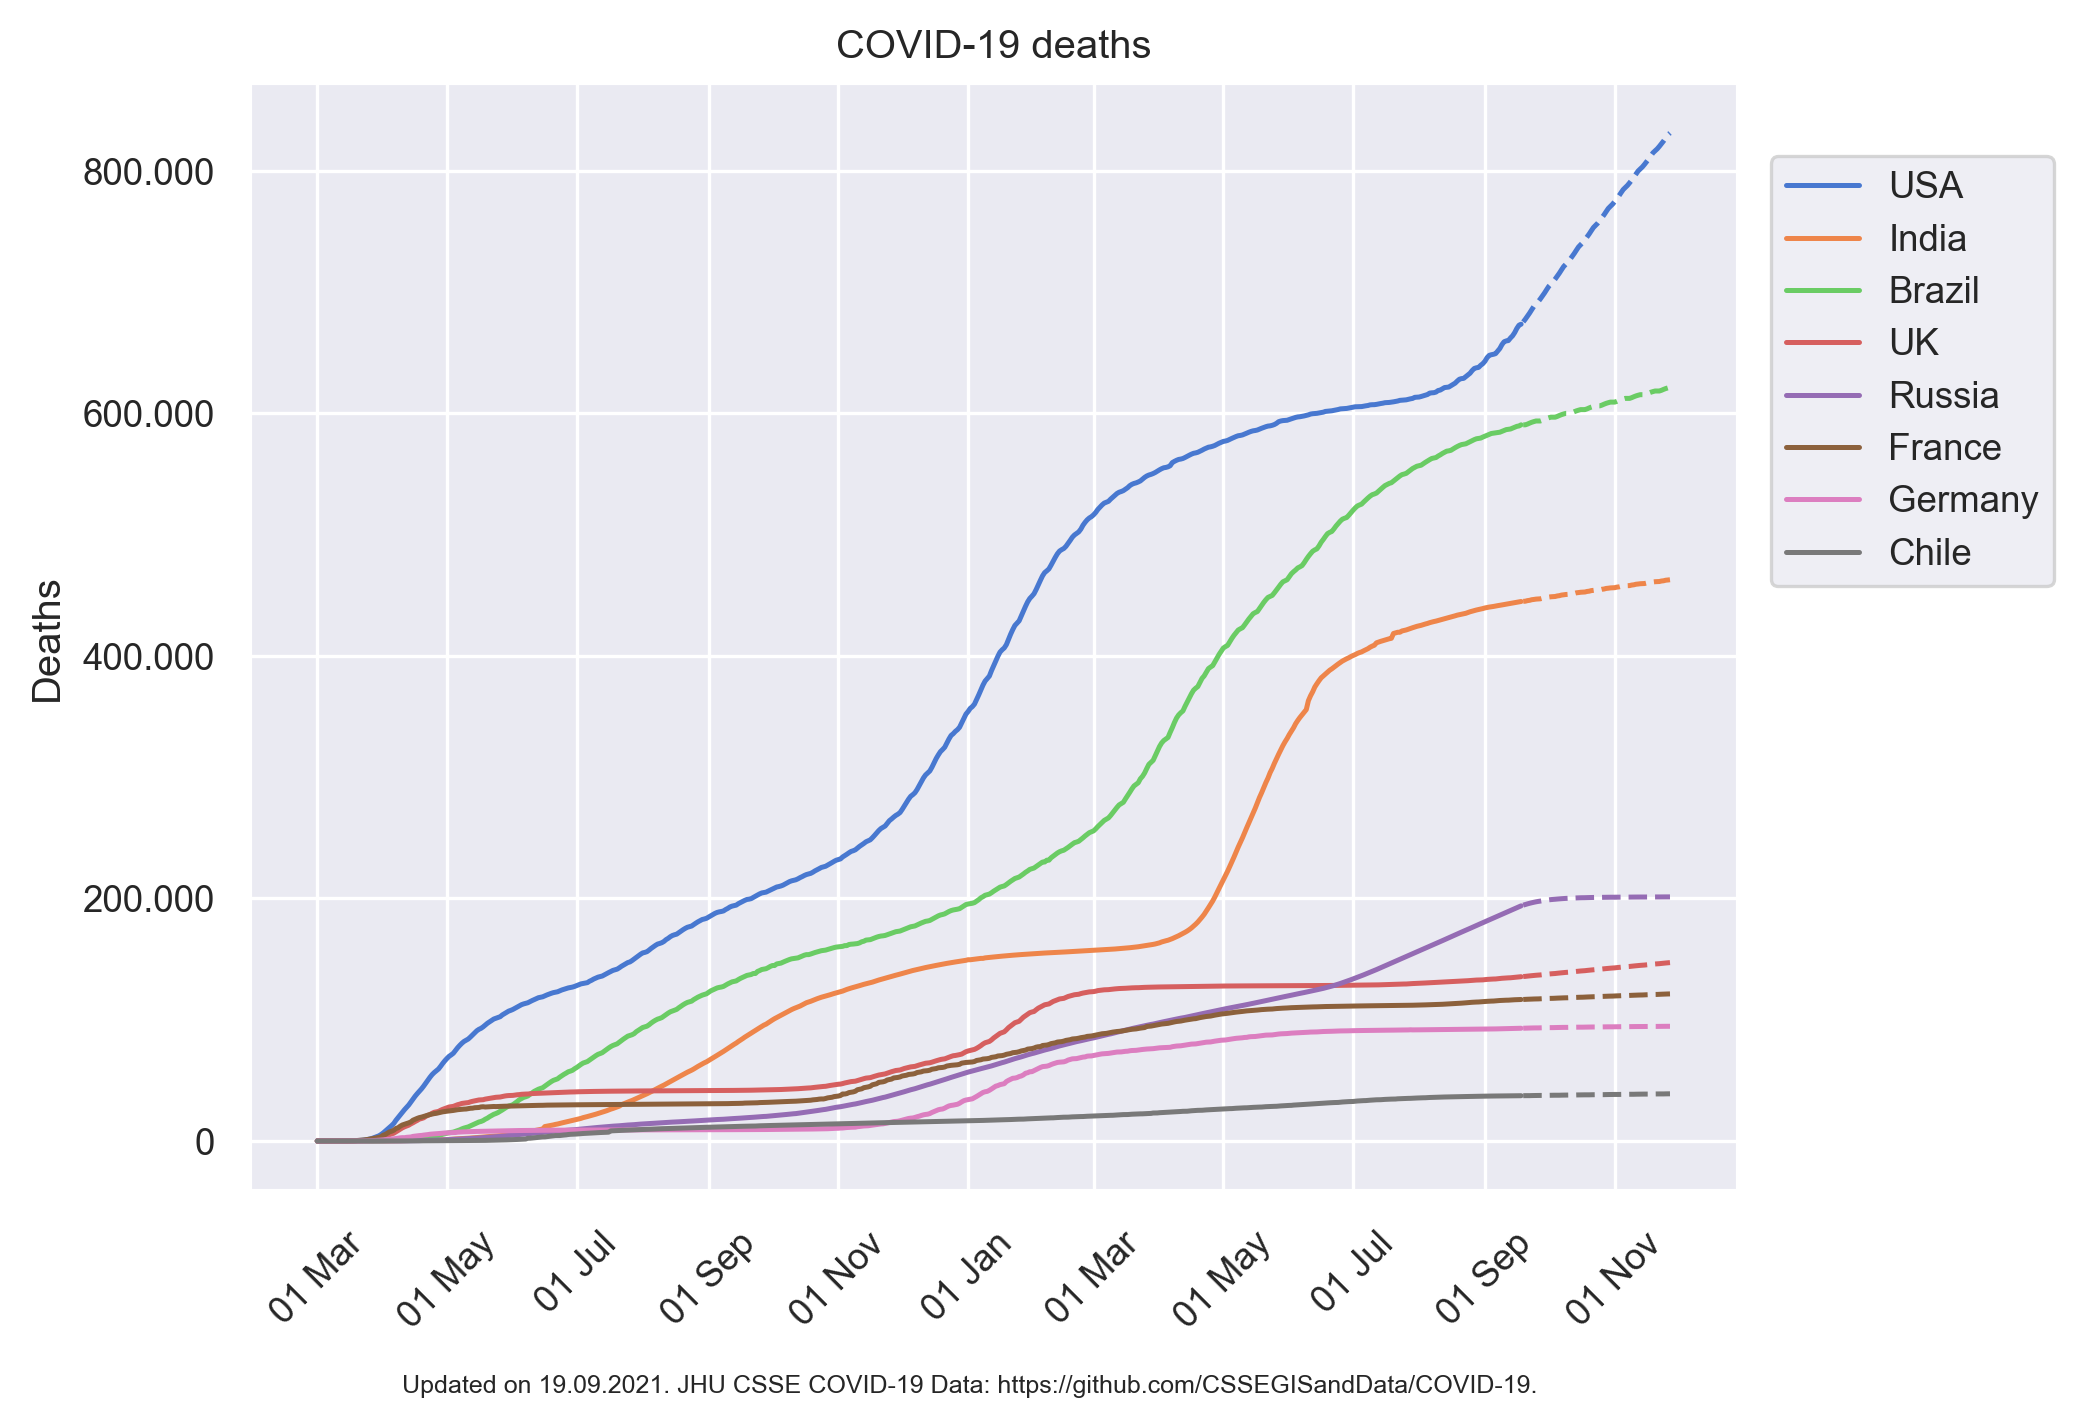 COVID-19 deaths
800.000
600.000
400.000
200.000
0
Deaths
USA
India
Brazil
UK
Russia
France
Germany
Chile
01 Mar
01 May
01 Jul
01 Sep
01 Nov
01 Jan
01 Mar
01 May
01 Jul
01 Sep
01 Nov
Updated on 19.09.2021. JHU CSSE COVID-19 Data: https://github.com/CSSEGISandData/COVID-19.